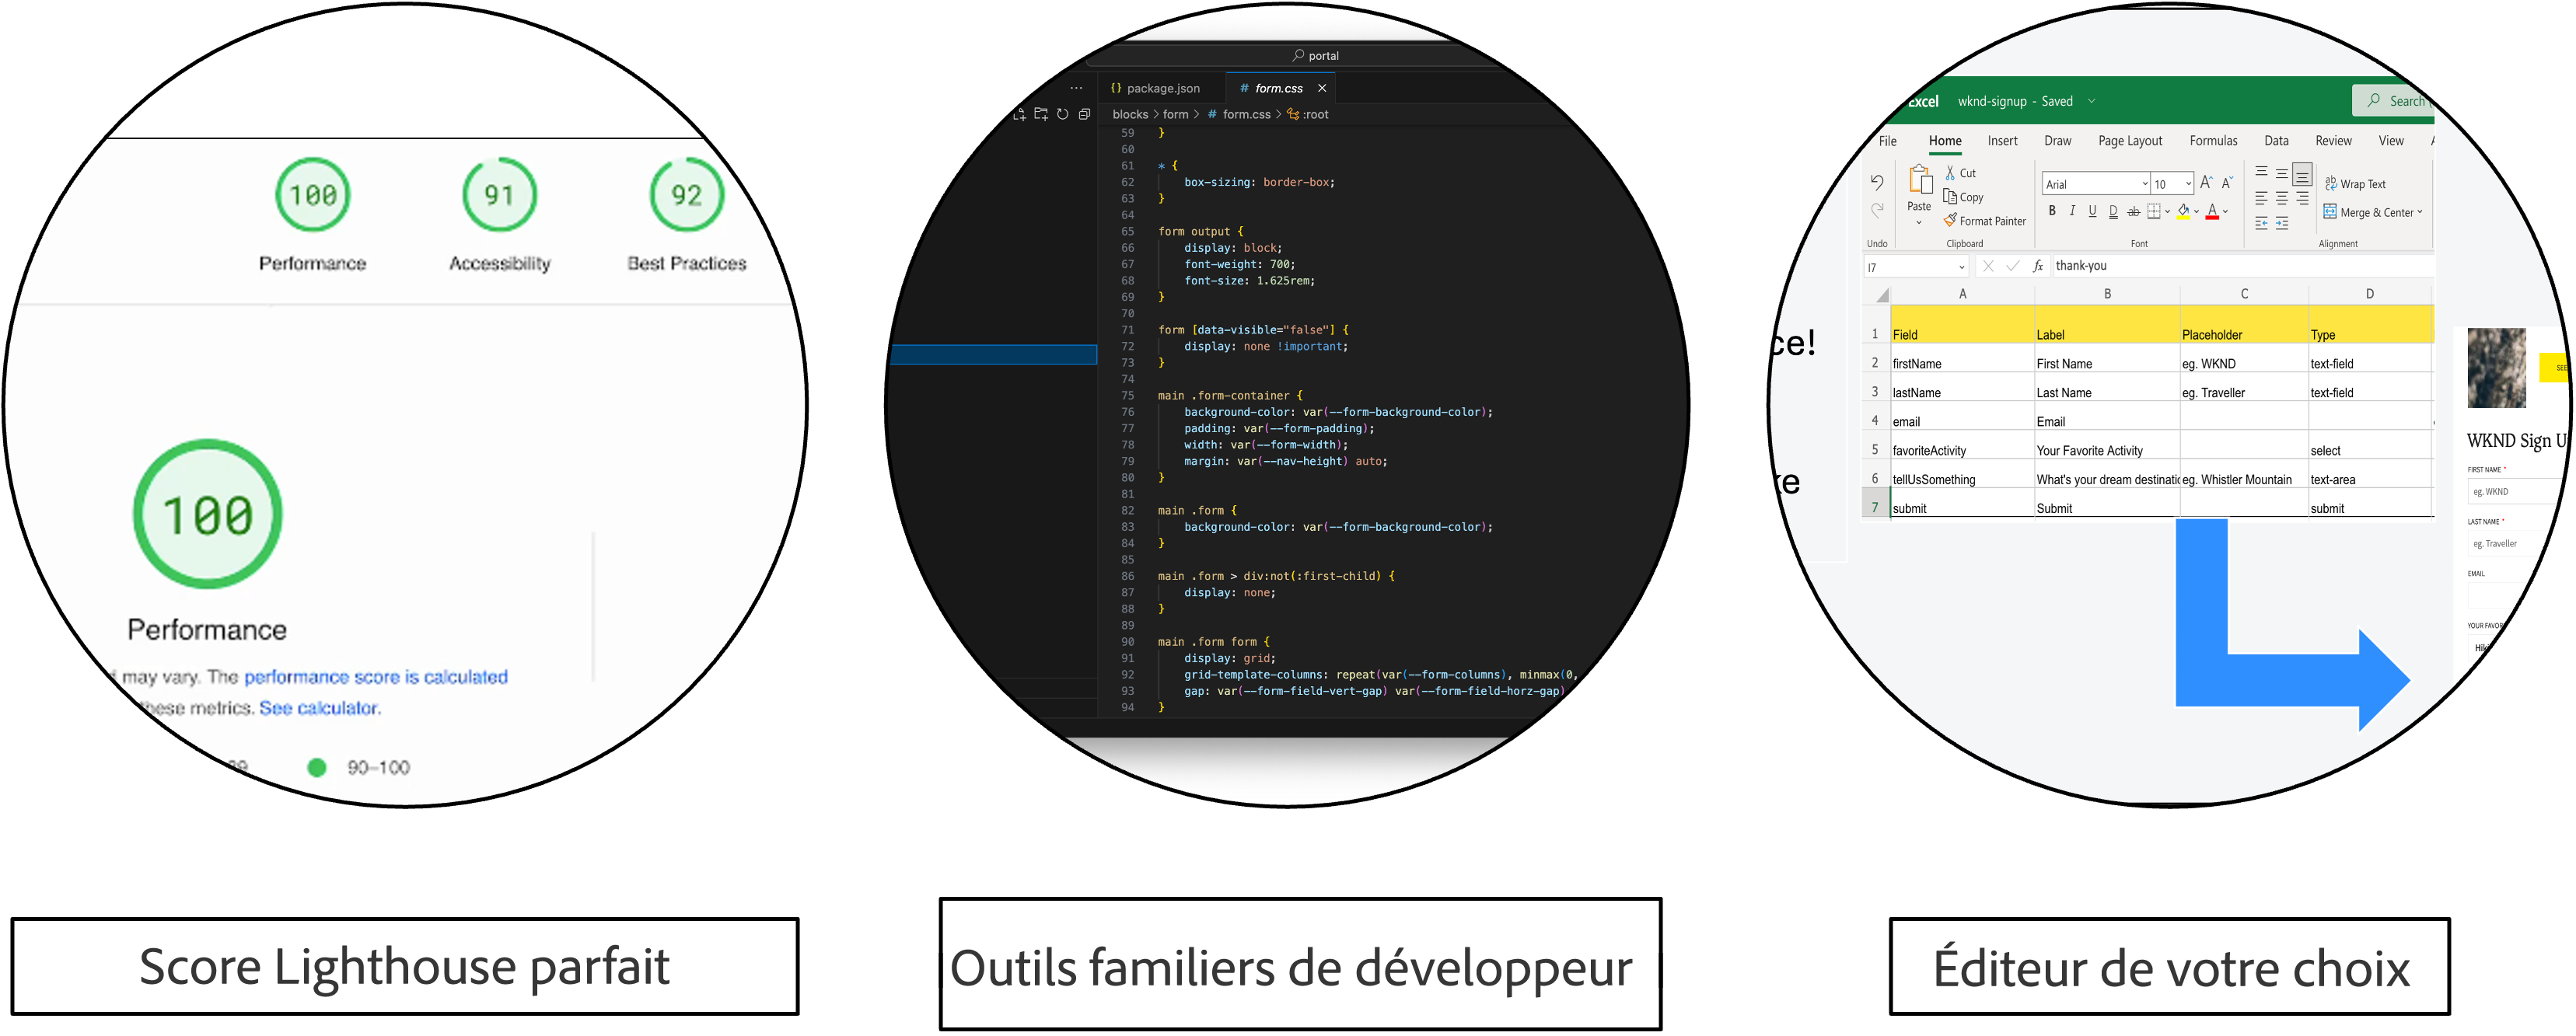 100
91
92
Performance
Accessibility
Best Practices
100
Performance
may vary. The performance score is calculated
these metrics. See calculator.
90–100
Score Lighthouse parfait
portal
{} package.json
# form.css ×
blocks > form > # form.css > :root
59 }
60
61 * {
62 box-sizing: border-box;
63 }
64
65 form output {
66 display: block;
67 font-weight: 700;
68 font-size: 1.625rem;
69 }
70
71 form [data-visible="false"] {
72 display: none !important;
73 }
74
75 main .form-container {
76 background-color: var(--form-background-color);
77 padding: var(--form-padding);
78 width: var(--form-width);
79 margin: var(--nav-height) auto;
80 }
81
82 main .form {
83 background-color: var(--form-background-color);
84 }
85
86 main .form > div:not(:first-child) {
87 display: none;
88 }
89
90 main .form form {
91 display: grid;
92 grid-template-columns: repeat(var(--form-columns), minmax(0,
93 gap: var(--form-field-vert-gap) var(--form-field-horz-gap)
94 }
Outils familiers de développeur
Excel wknd-signup - Saved
Search
File Home Insert Draw Page Layout Formulas Data Review View
Paste
Cut
Copy
Format Painter
Arial 10
B I U D ab
Wrap Text
Merge & Center
Undo Clipboard Font Alignment
I7 fx thank-you
A B C D
1 Field Label Placeholder Type
2 firstName First Name eg. WKND text-field
3 lastName Last Name eg. Traveller text-field
4 email Email
5 favoriteActivity Your Favorite Activity select
6 tellUsSomething What's your dream destinatic eg. Whistler Mountain text-area
7 submit Submit submit
ce!
ke
SEE
WKND Sign U
FIRST NAME *
eg. WKND
LAST NAME *
eg. Traveller
EMAIL
YOUR FAVOR
Hiki
Éditeur de votre choix